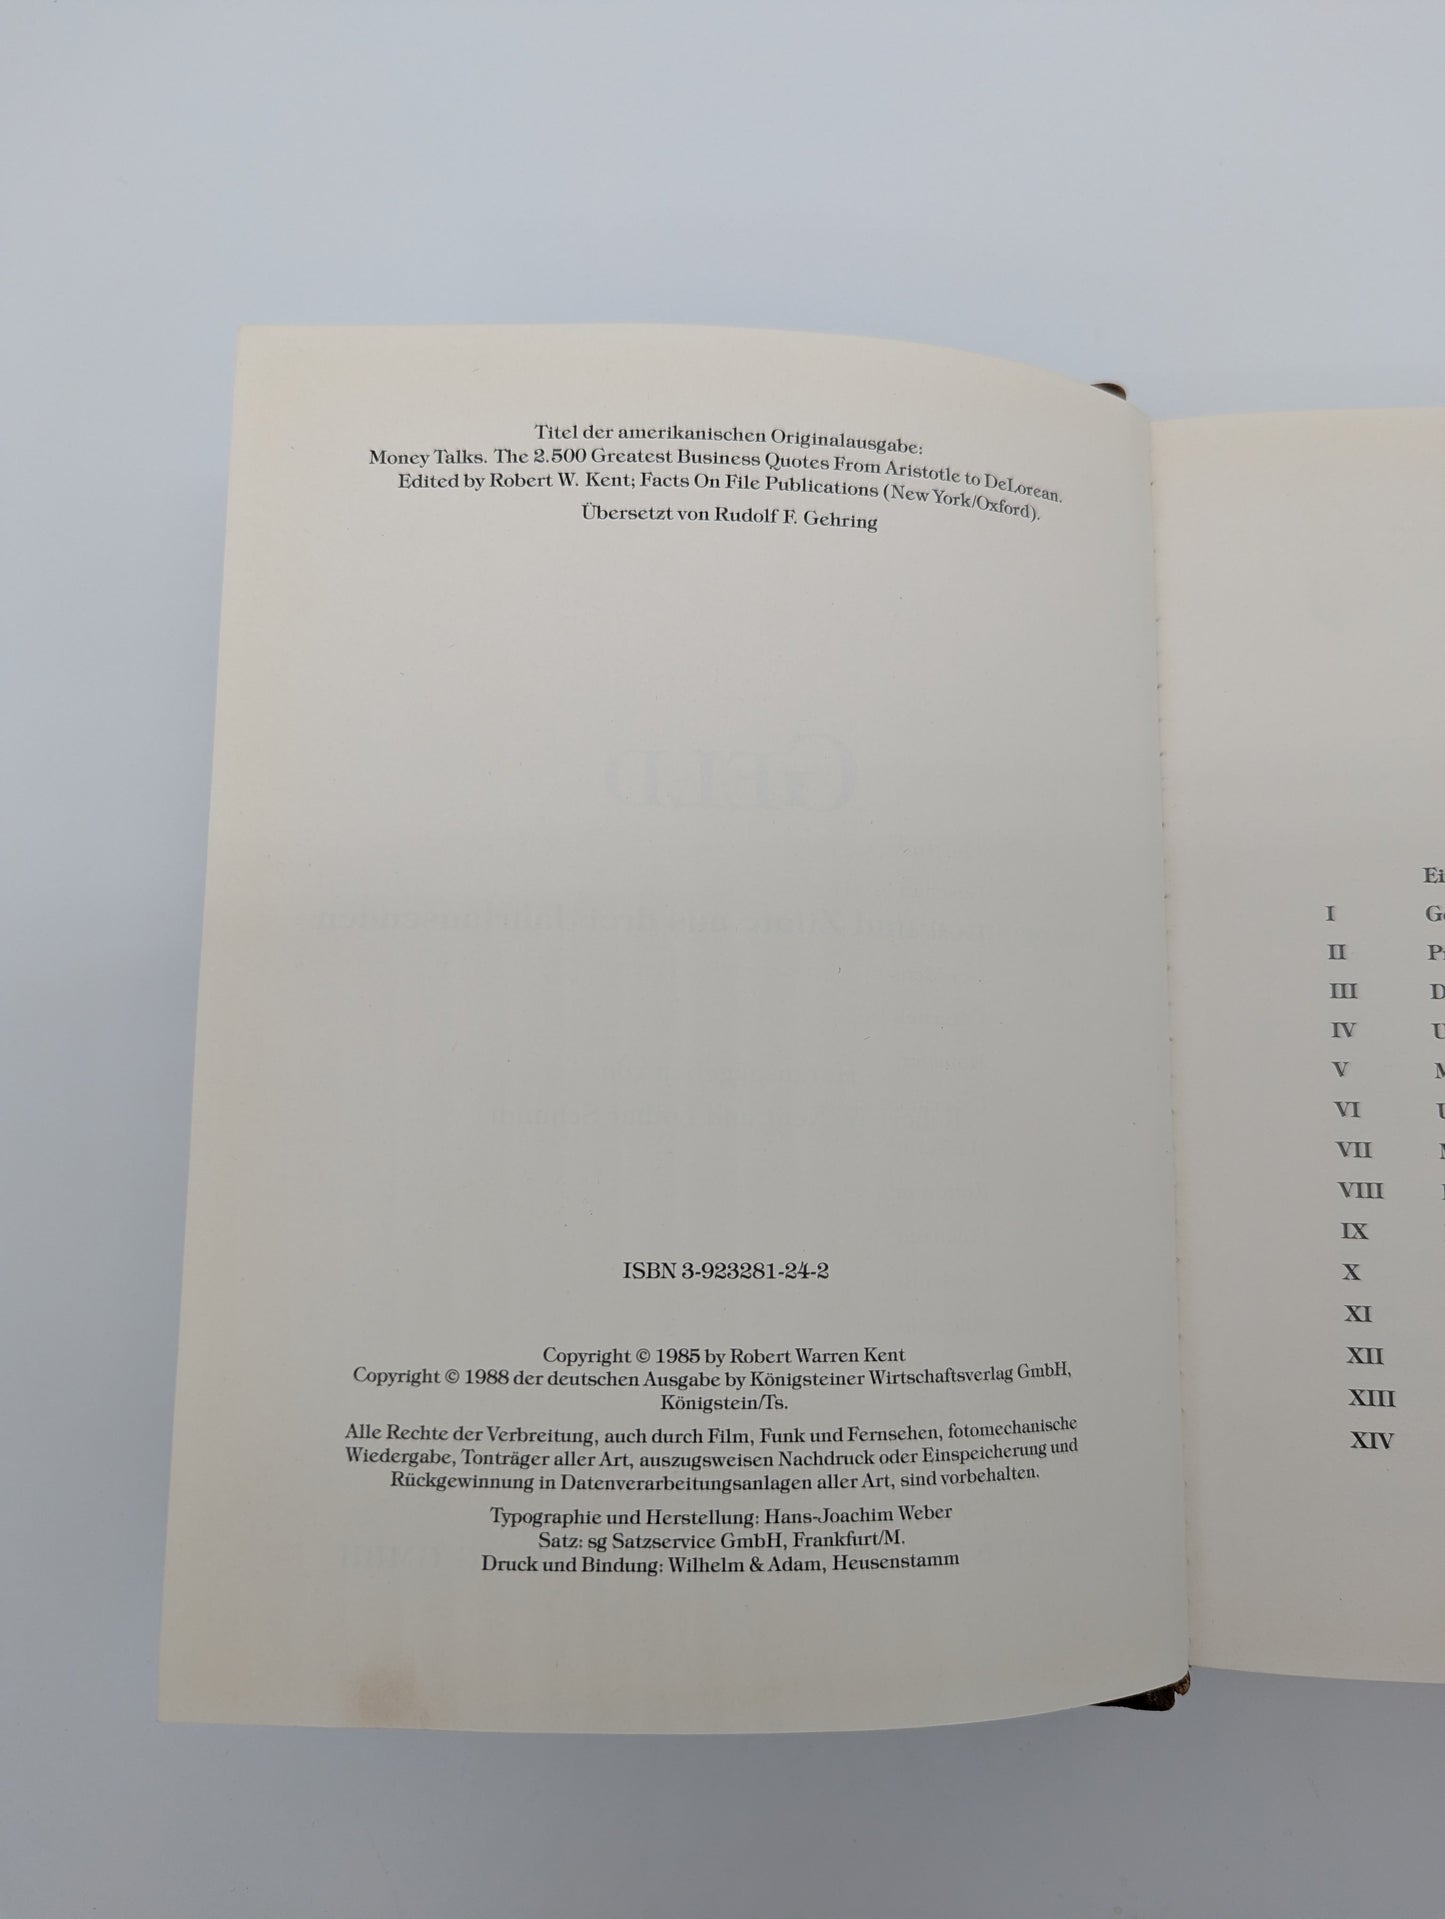 Titel der amerikanischen Originalausgabe:
Money Talks. The 2.500 Greatest Business Quotes From Aristotle to DeLorean.
Edited by Robert W. Kent; Facts On File Publications (New York/Oxford).
Übersetzt von Rudolf F. Gehring
GELD
ISBN 3-923281-24-2
Copyright © 1985 by Robert Warren Kent
Copyright © 1988 der deutschen Ausgabe by Königsteiner Wirtschaftsverlag GmbH,
Königstein/Ts.
Alle Rechte der Verbreitung, auch durch Film, Funk und Fernsehen, fotomechanische
Wiedergabe, Tonträger aller Art, auszugsweisen Nachdruck oder Einspeicherung und
Rückgewinnung in Datenverarbeitungsanlagen aller Art, sind vorbehalten.
Typographie und Herstellung: Hans-Joachim Weber
Satz: sg Satzservice GmbH, Frankfurt/M.
Druck und Bindung: Wilhelm & Adam, Heusenstamm
I
II
III
IV
V
VI
VII
VIII
IX
X
XI
XII
XIII
XIV